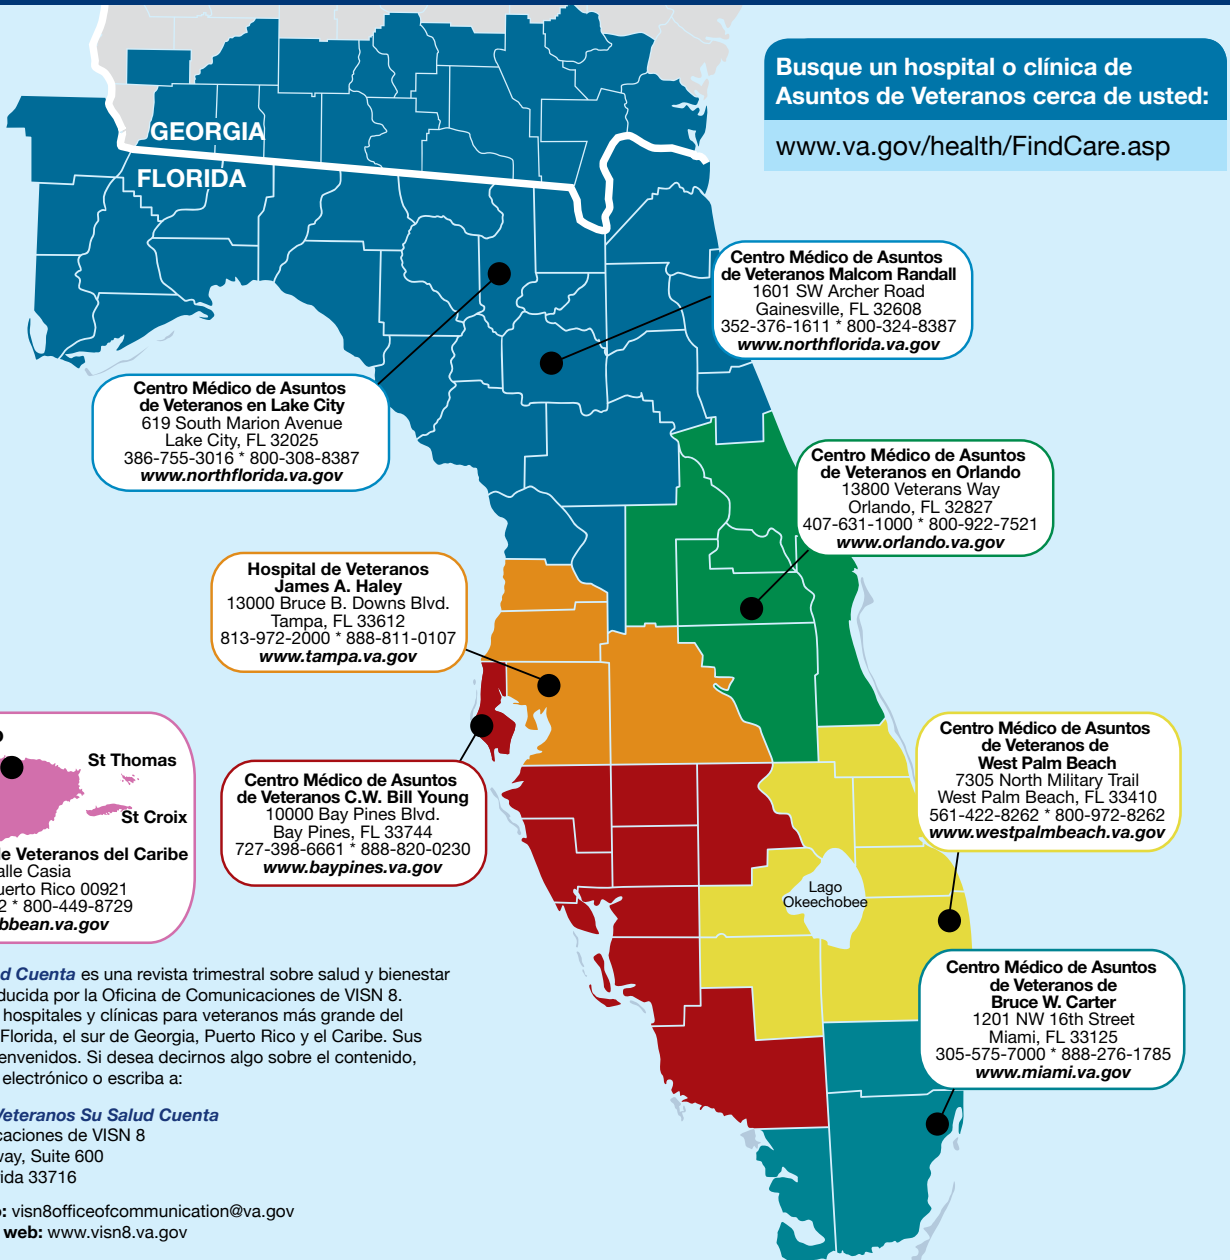 Busque un hospital o clínica de
Asuntos de Veteranos cerca de usted:
www.va.gov/health/FindCare.asp
GEORGIA
FLORIDA
Centro Médico de Asuntos
de Veteranos Malcom Randall
1601 SW Archer Road
Gainesville, FL 32608
352-376-1611 * 800-324-8387
www.northflorida.va.gov
Centro Médico de Asuntos
de Veteranos en Lake City
619 South Marion Avenue
Lake City, FL 32025
386-755-3016 * 800-308-8387
www.northflorida.va.gov
Centro Médico de Asuntos
de Veteranos en Orlando
13800 Veterans Way
Orlando, FL 32827
407-631-1000 * 800-922-7521
www.orlando.va.gov
Hospital de Veteranos
James A. Haley
13000 Bruce B. Downs Blvd.
Tampa, FL 33612
813-972-2000 * 888-811-0107
www.tampa.va.gov
Centro Médico de Asuntos
de Veteranos de
West Palm Beach
7305 North Military Trail
West Palm Beach, FL 33410
561-422-8262 * 800-972-8262
www.westpalmbeach.va.gov
St Thomas
St Croix
de Veteranos del Caribe
alle Casia
uerto Rico 00921
2 * 800-449-8729
bbean.va.gov
Centro Médico de Asuntos
de Veteranos C.W. Bill Young
10000 Bay Pines Blvd.
Bay Pines, FL 33744
727-398-6661 * 888-820-0230
www.baypines.va.gov
Lago
Okeechobee
Centro Médico de Asuntos
de Veteranos de
Bruce W. Carter
1201 NW 16th Street
Miami, FL 33125
305-575-7000 * 888-276-1785
www.miami.va.gov
d Cuenta es una revista trimestral sobre salud y bienestar
ducida por la Oficina de Comunicaciones de VISN 8.
hospitales y clínicas para veteranos más grande del
Florida, el sur de Georgia, Puerto Rico y el Caribe. Sus
envenidos. Si desea decirnos algo sobre el contenido,
electrónico o escriba a:
Veteranos Su Salud Cuenta
caciones de VISN 8
way, Suite 600
rida 33716
: visn8officeofcommunication@va.gov
web: www.visn8.va.gov